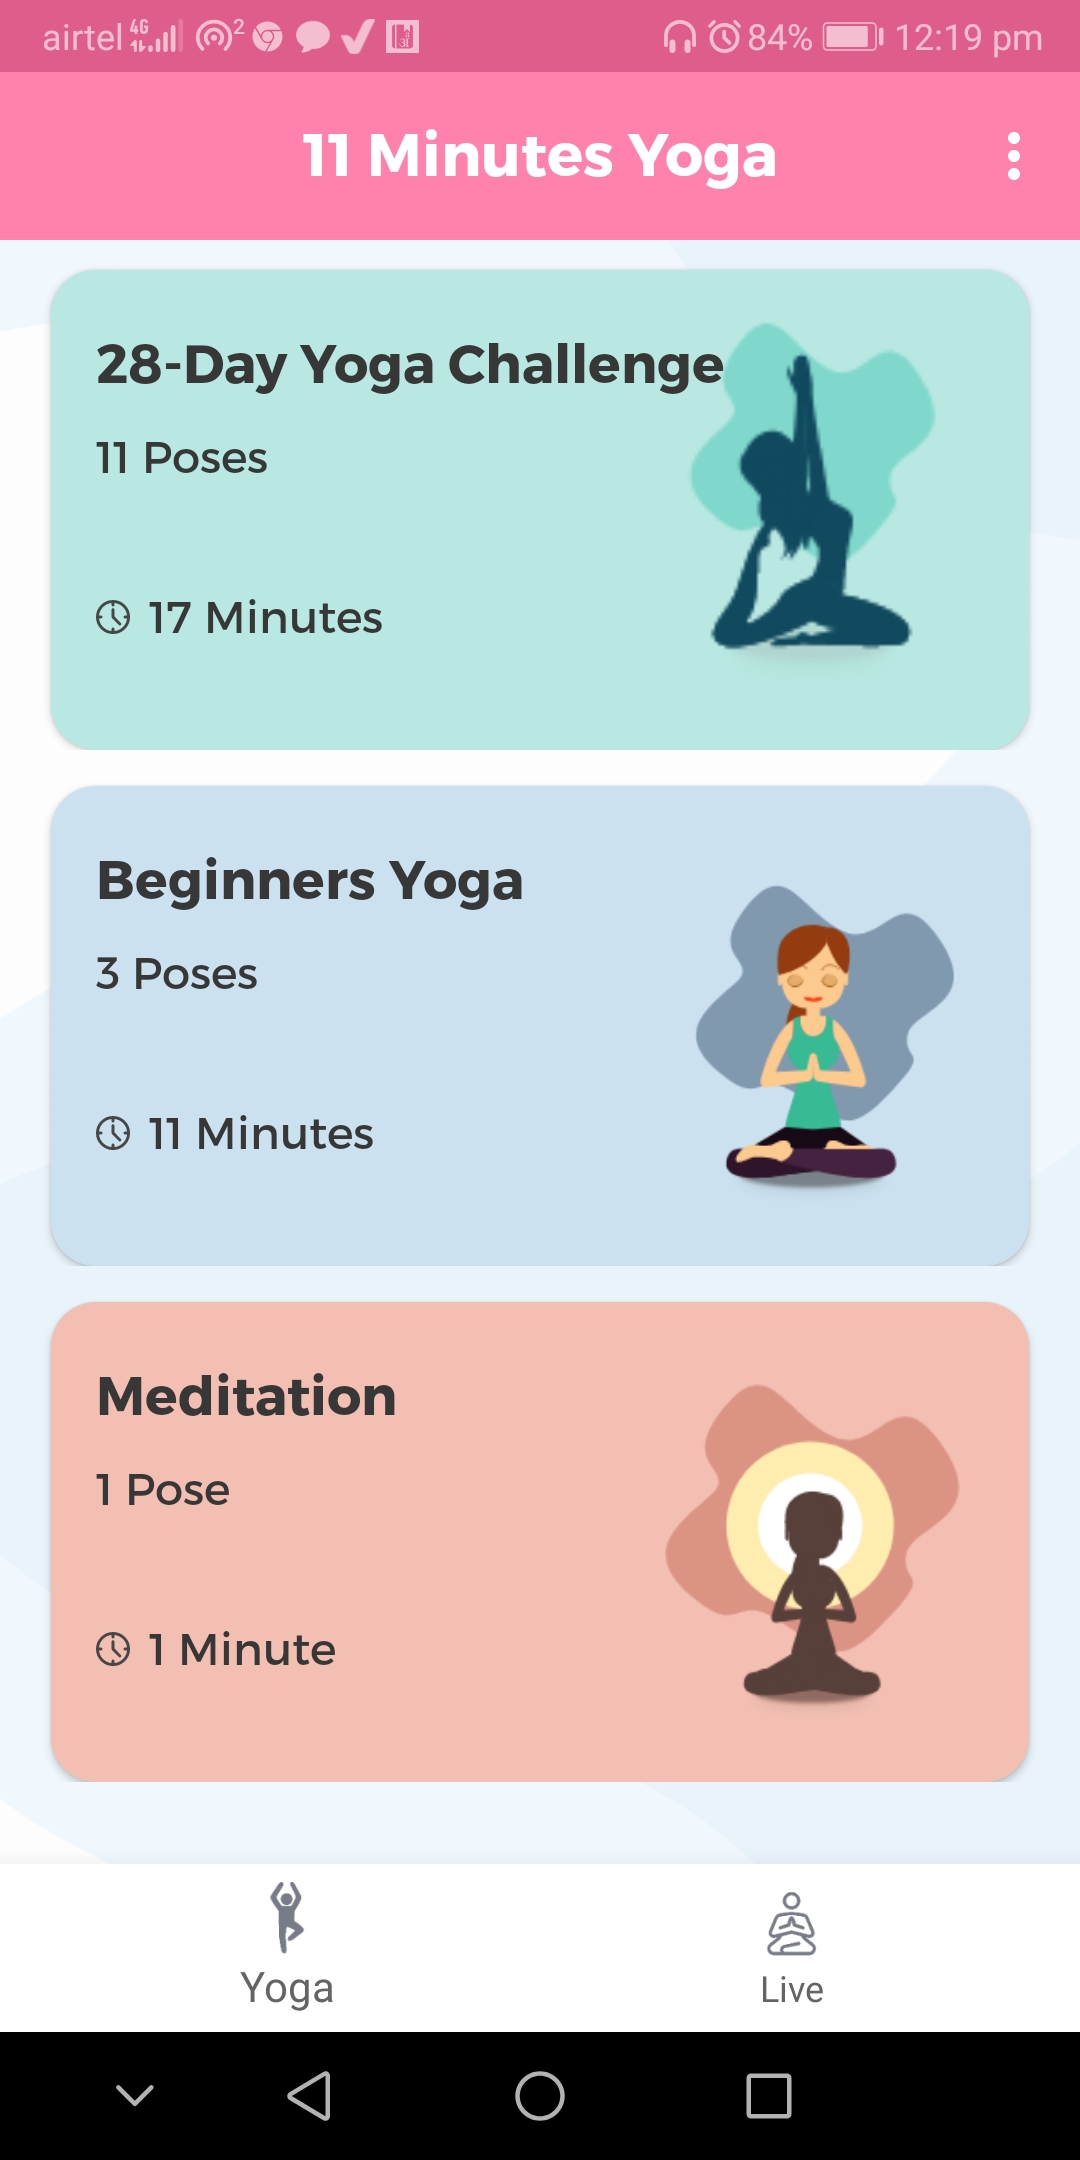 airtel 4G 2 84% 12:19 pm
11 Minutes Yoga
28-Day Yoga Challenge
11 Poses
17 Minutes
Beginners Yoga
3 Poses
11 Minutes
Meditation
1 Pose
1 Minute
Yoga
Live